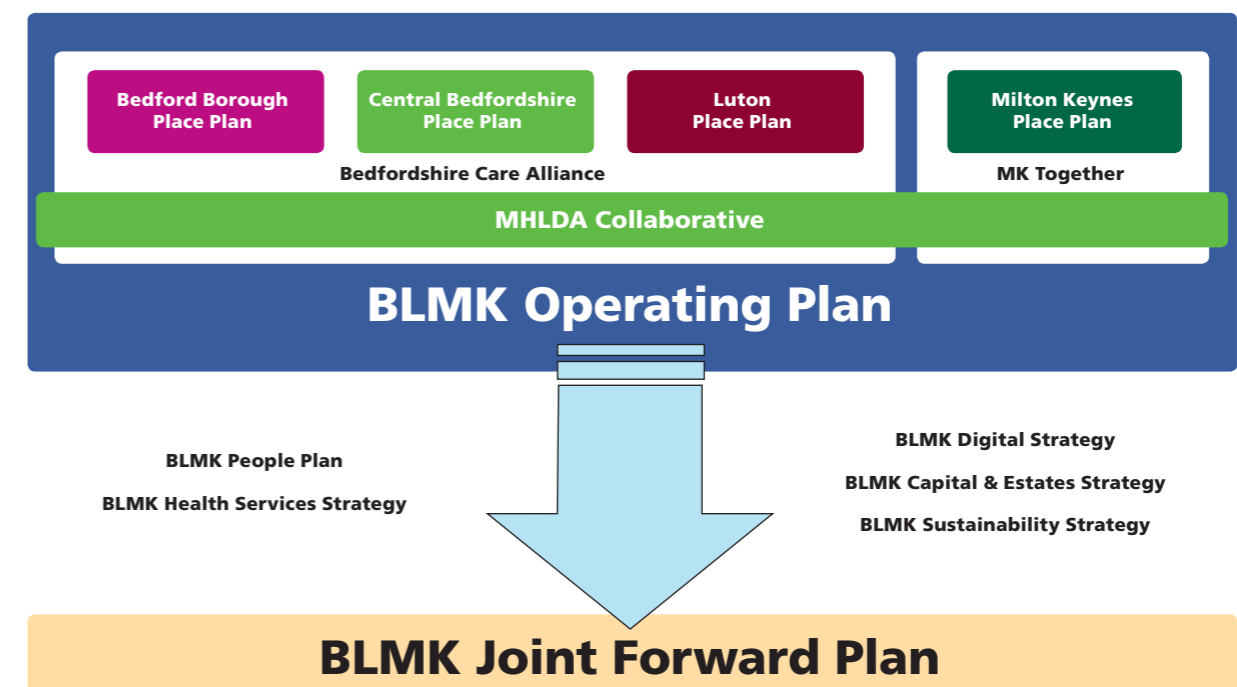 Bedford Borough
Place Plan
Central Bedfordshire
Place Plan
Luton
Place Plan
Milton Keynes
Place Plan
Bedfordshire Care Alliance
MK Together
MHLDA Collaborative
BLMK Operating Plan
BLMK People Plan
BLMK Health Services Strategy
BLMK Digital Strategy
BLMK Capital & Estates Strategy
BLMK Sustainability Strategy
BLMK Joint Forward Plan